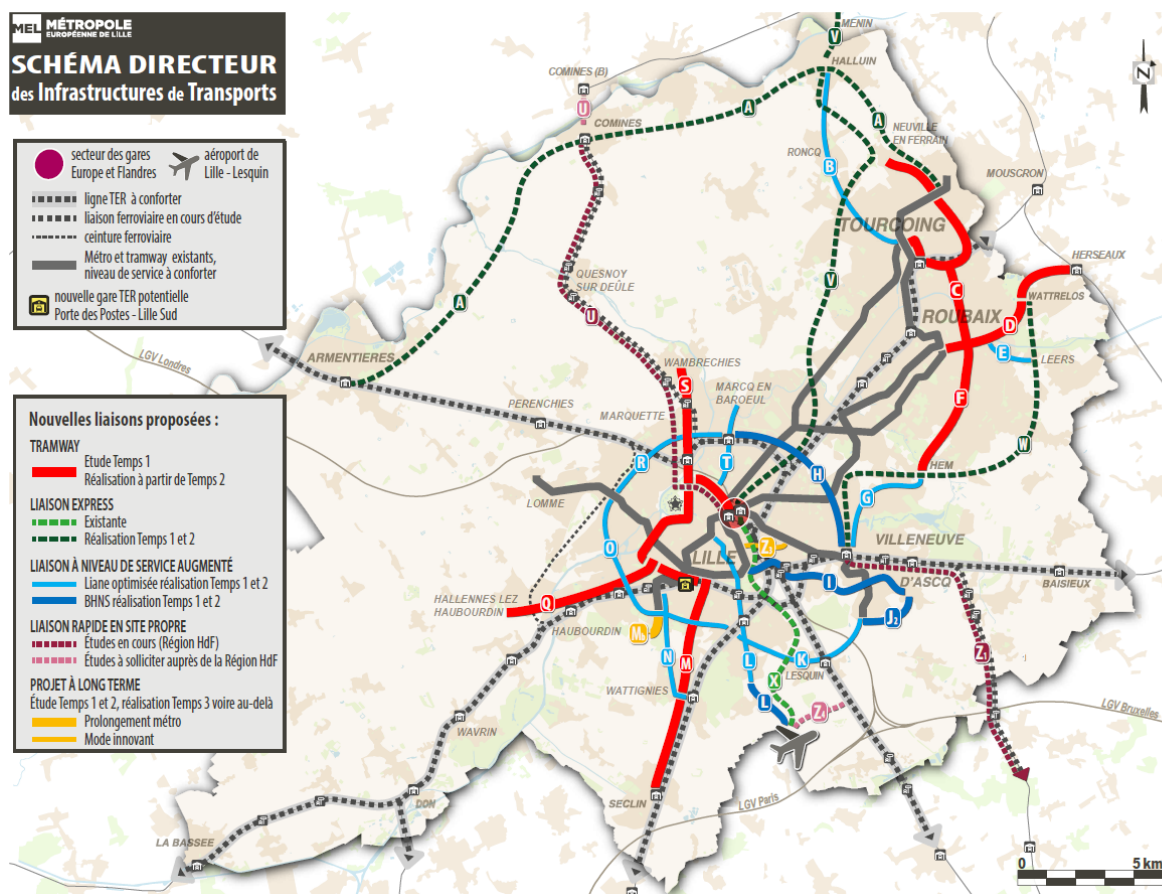 MEL MÉTROPOLE
EUROPÉENNE DE LILLE
SCHÉMA DIRECTEUR
des Infrastructures de Transports
secteur des gares
Europe et Flandres
aéroport de
Lille - Lesquin
ligne TER à conforter
liaison ferroviaire en cours d'étude
ceinture ferroviaire
Métro et tramway existants,
niveau de service à conforter
nouvelle gare TER potentielle
Porte des Postes - Lille Sud
Nouvelles liaisons proposées :
TRAMWAY
Etude Temps 1
Réalisation à partir de Temps 2
LIAISON EXPRESS
Existante
Réalisation Temps 1 et 2
LIAISON À NIVEAU DE SERVICE AUGMENTÉ
Liane optimisée réalisation Temps 1 et 2
BHNS réalisation Temps 1 et 2
LIAISON RAPIDE EN SITE PROPRE
Études en cours (Région HdF)
Études à solliciter auprès de la Région HdF
PROJET À LONG TERME
Étude Temps 1 et 2, réalisation Temps 3 voire au-delà
Prolongement métro
Mode innovant
MENIN
V
HALLUIN
N
COMINES (B)
U
COMINES
A
A
NEUVILLE
EN FERRAIN
RONCQ
B
MOUSCRON
TOURCOING
HERSEAUX
QUESNOY
SUR DEÛLE
V
C
WATTRELOS
A
U
ROUBAIX
D
E
LEERS
LGV Londres
ARMENTIERES
WAMBRECHIES
S
MARCQ EN
BAROEUL
F
PERENCHIES
MARQUETTE
W
R
T
H
HEM
G
LOMME
VILLENEUVE
D'ASCQ
O
LILLE
Z
BAISIEUX
I
HALLENNES LEZ
HAUBOURDIN
Q
HAUBOURDIN
J2
N
M
L
K
LESQUIN
Z1
WATTIGNIES
X
L
Z
LGV Bruxelles
WAVRIN
DON
SECLIN
LGV Paris
LA BASSEE
0
5 km